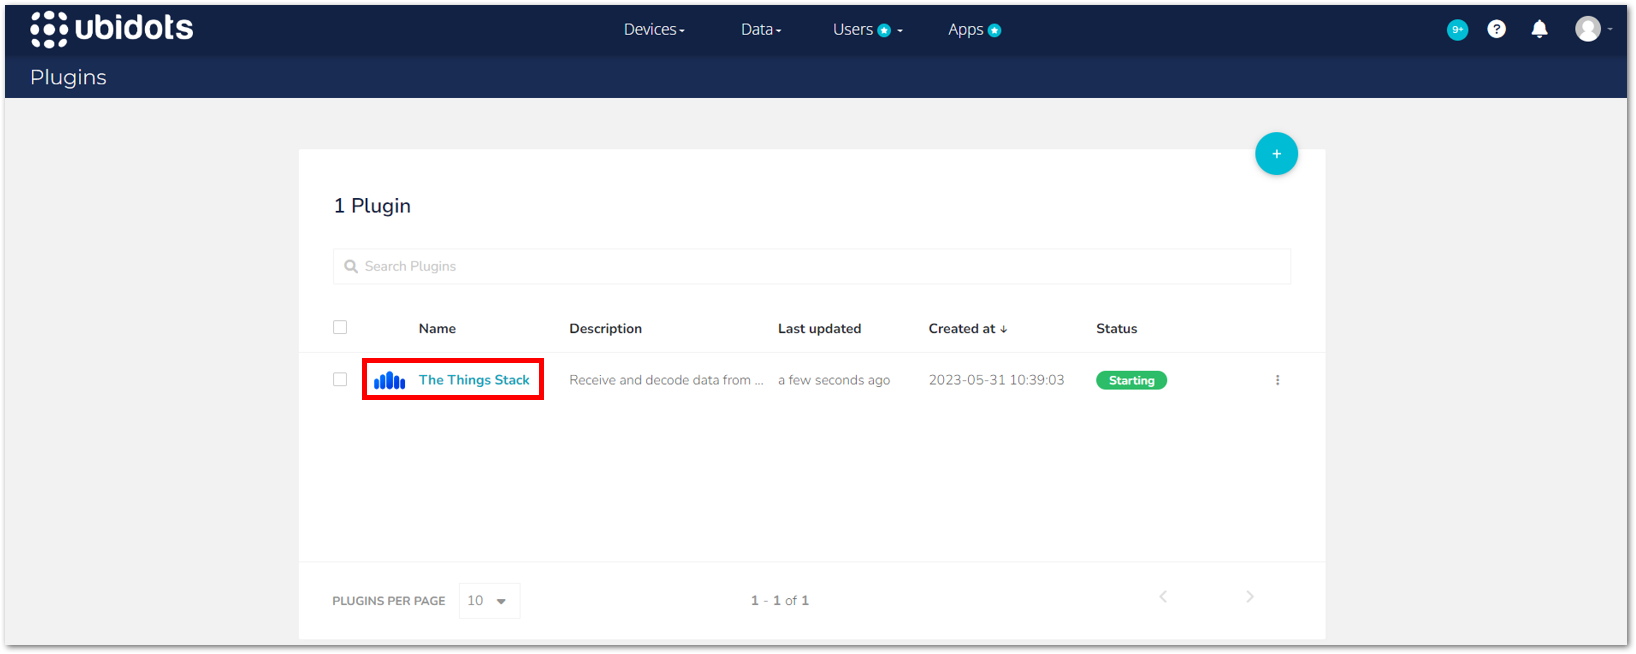 ubidots
Devices
Data
Users
Apps
9+
?
Plugins
+
1 Plugin
Search Plugins
Name Description Last updated Created at ↓ Status
The Things Stack Receive and decode data from ... a few seconds ago 2023-05-31 10:39:03 Starting
PLUGINS PER PAGE 10 1 - 1 of 1